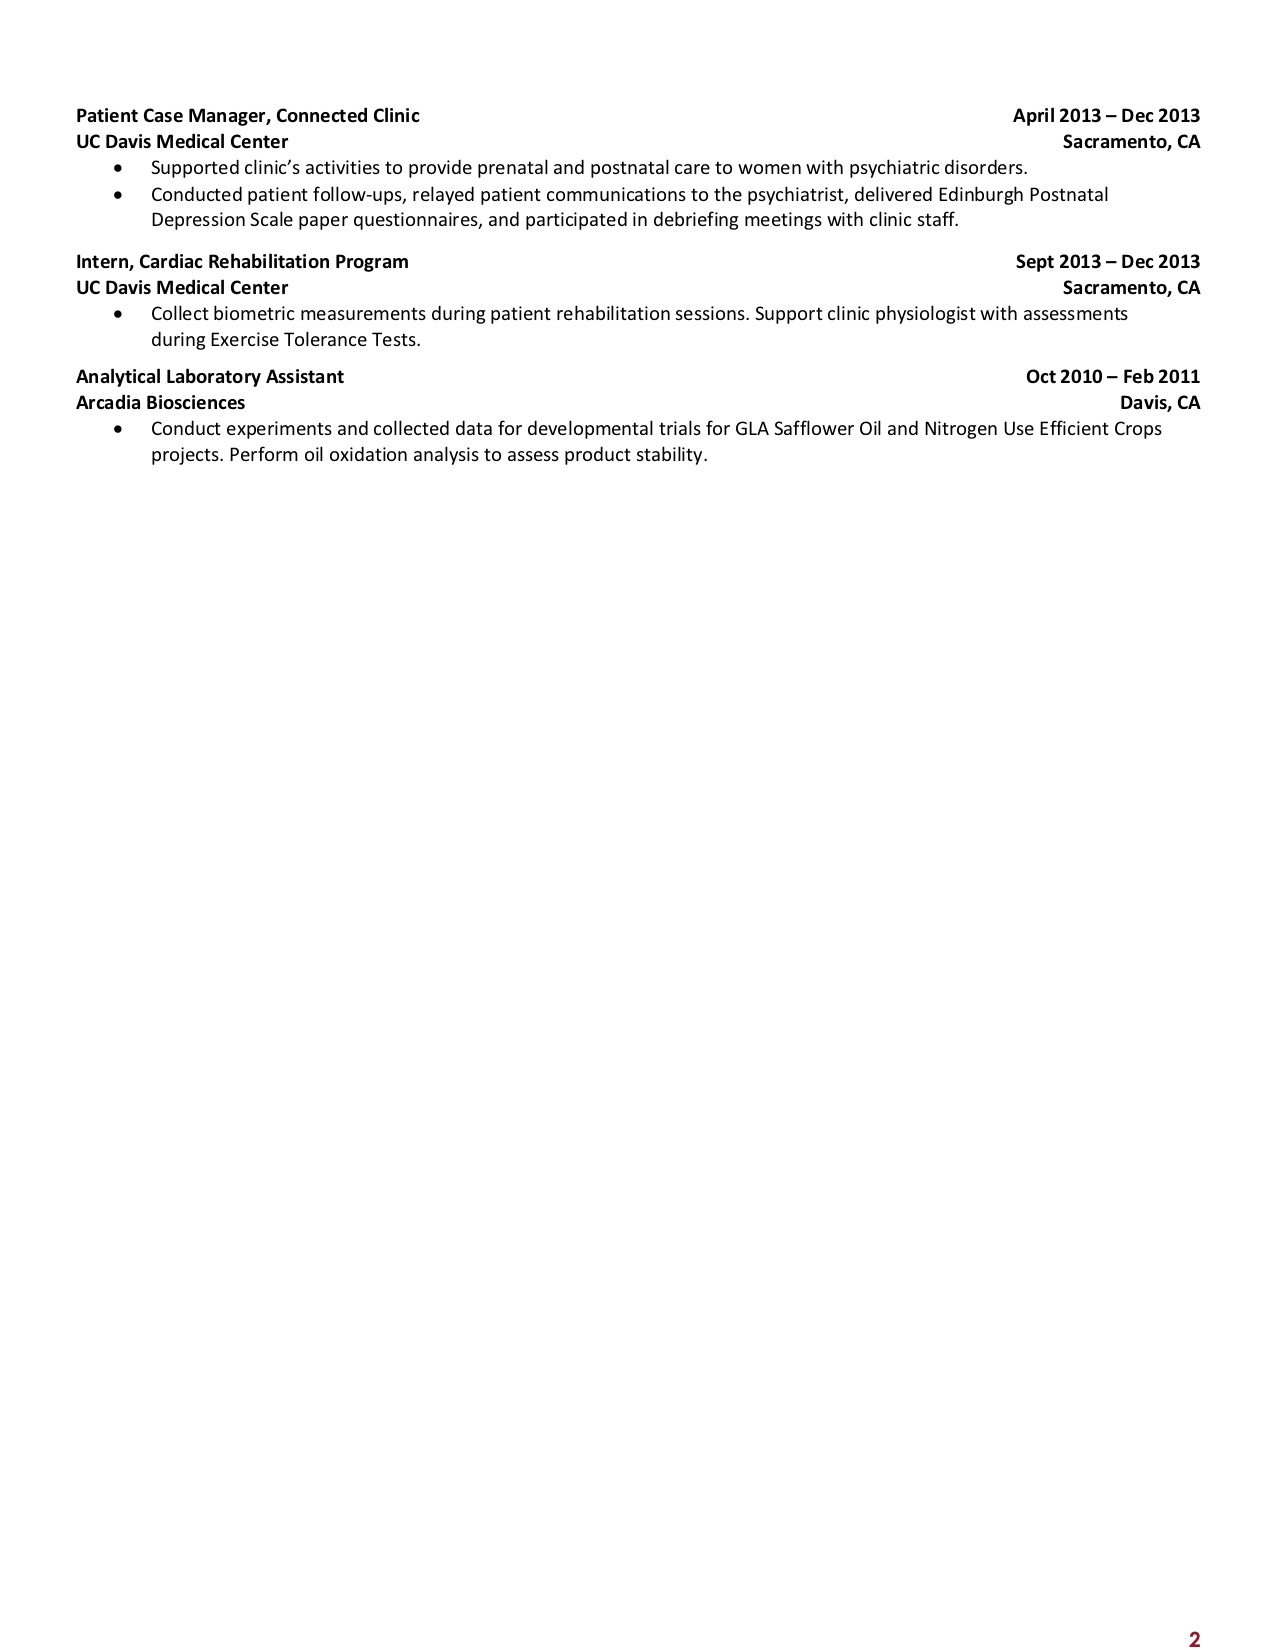 Patient Case Manager, Connected Clinic April 2013 – Dec 2013
UC Davis Medical Center Sacramento, CA
• Supported clinic’s activities to provide prenatal and postnatal care to women with psychiatric disorders.
• Conducted patient follow-ups, relayed patient communications to the psychiatrist, delivered Edinburgh Postnatal
Depression Scale paper questionnaires, and participated in debriefing meetings with clinic staff.
Intern, Cardiac Rehabilitation Program Sept 2013 – Dec 2013
UC Davis Medical Center Sacramento, CA
• Collect biometric measurements during patient rehabilitation sessions. Support clinic physiologist with assessments
during Exercise Tolerance Tests.
Analytical Laboratory Assistant Oct 2010 – Feb 2011
Arcadia Biosciences Davis, CA
• Conduct experiments and collected data for developmental trials for GLA Safflower Oil and Nitrogen Use Efficient Crops
projects. Perform oil oxidation analysis to assess product stability.
2